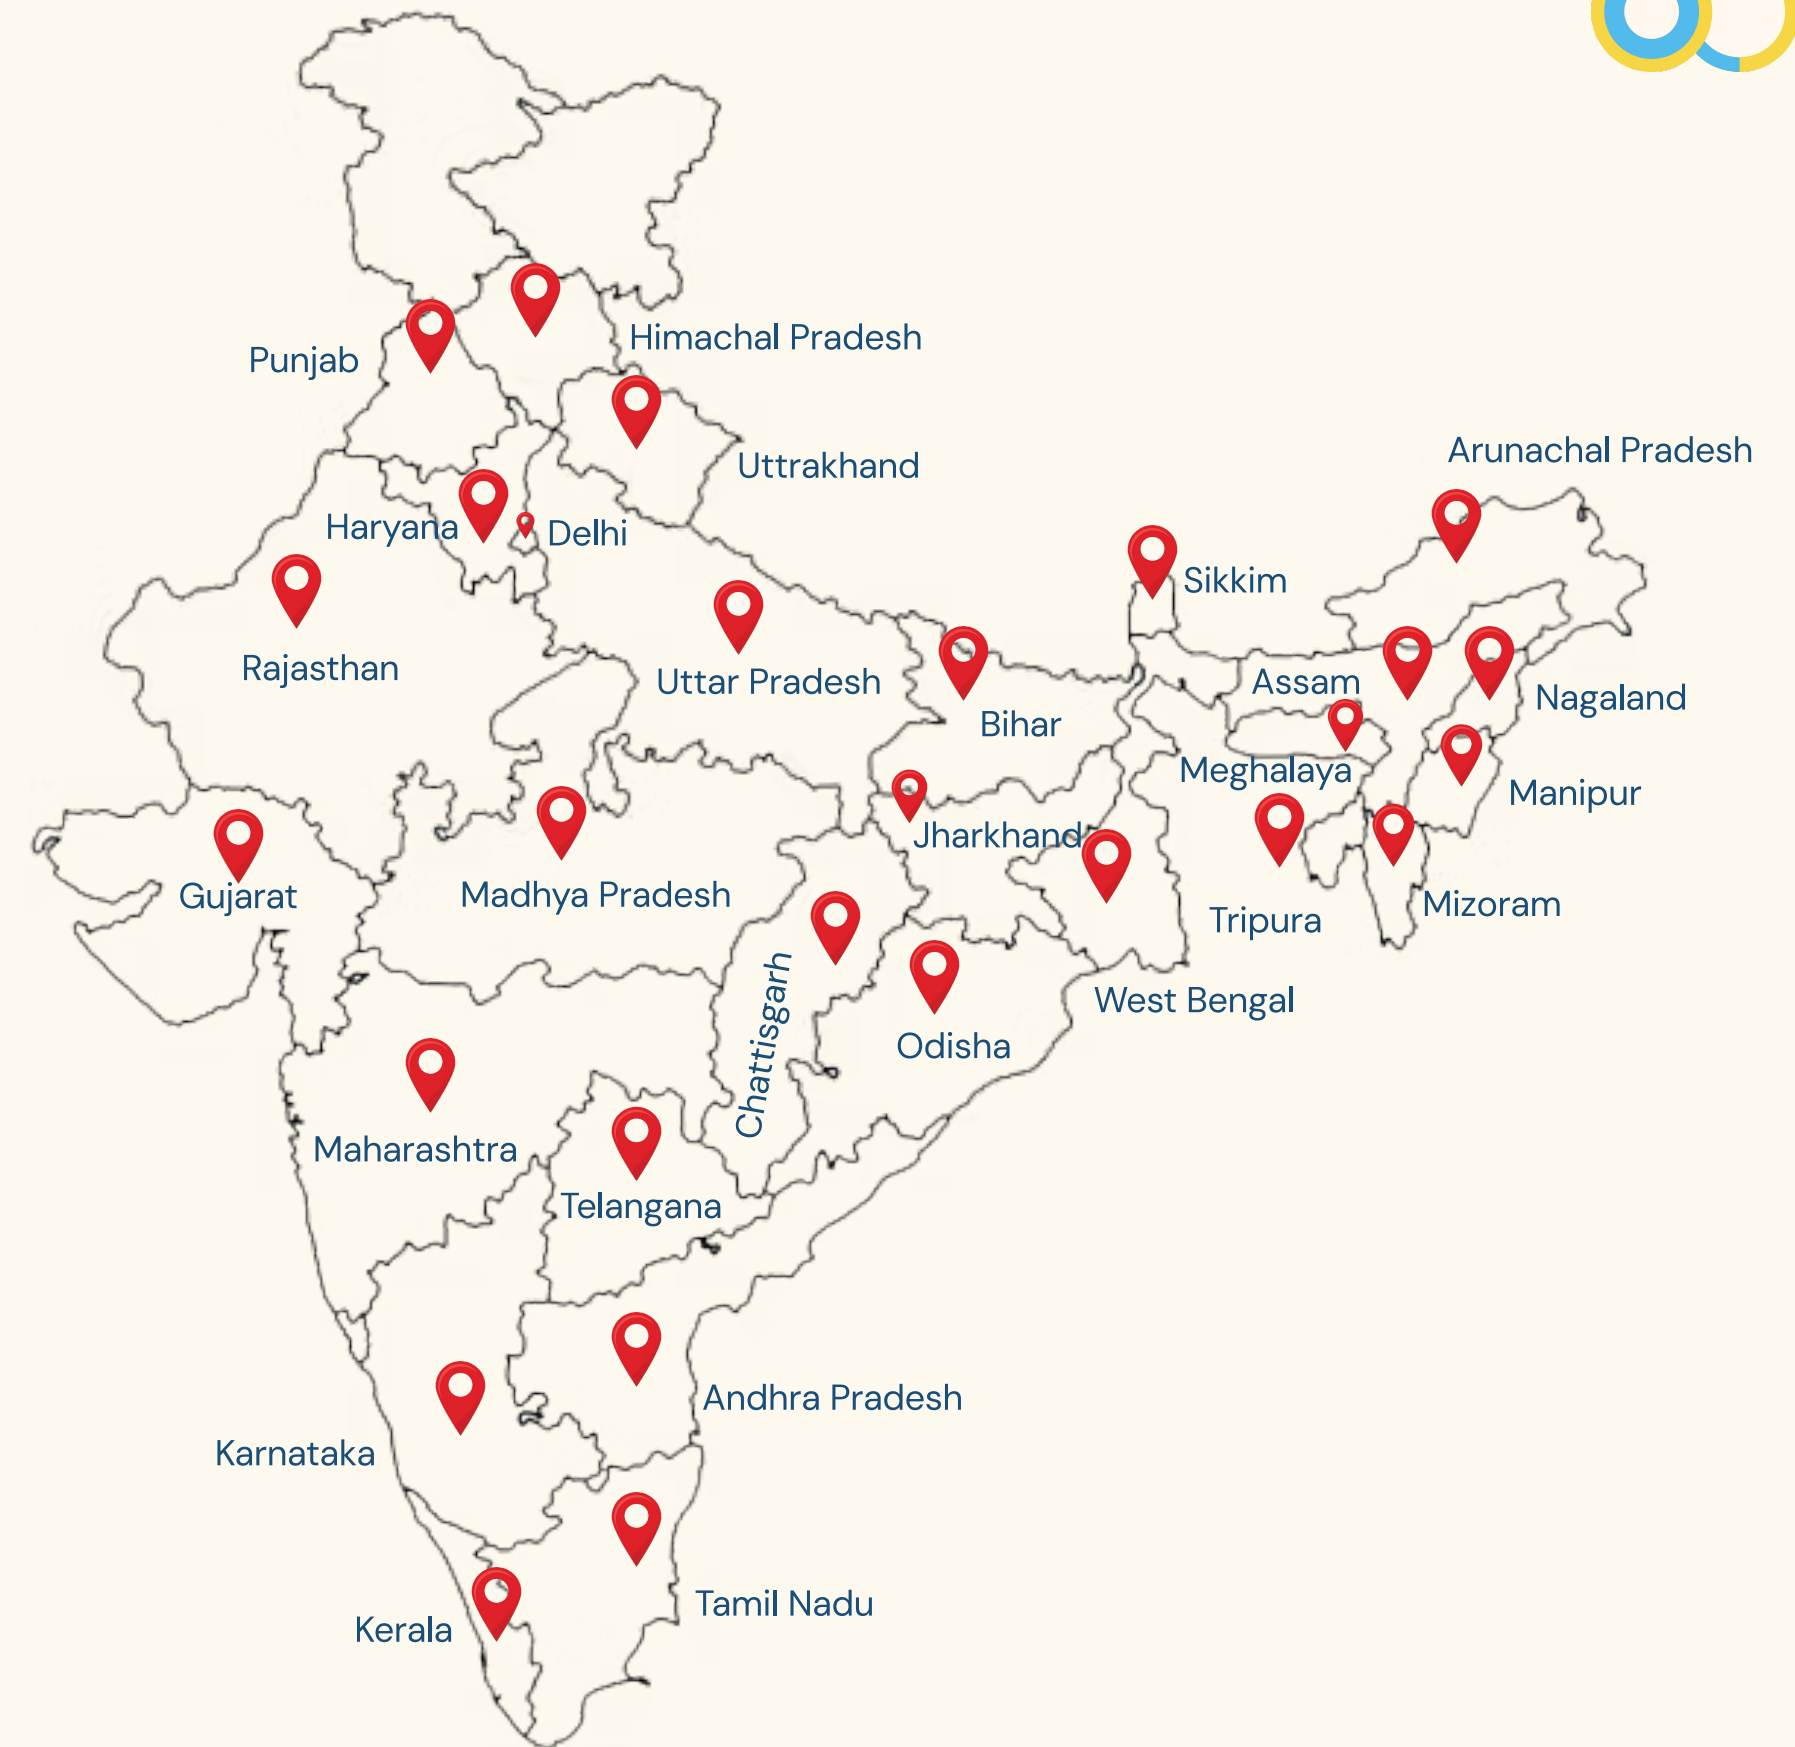 Himachal Pradesh
Punjab
Arunachal Pradesh
Uttrakhand
Haryana
Delhi
Sikkim
Rajasthan
Uttar Pradesh
Assam
Nagaland
Bihar
Meghalaya
Manipur
Jharkhand
Gujarat
Madhya Pradesh
Mizoram
Tripura
Chattisgarh
West Bengal
Odisha
Maharashtra
Telangana
Andhra Pradesh
Karnataka
Tamil Nadu
Kerala